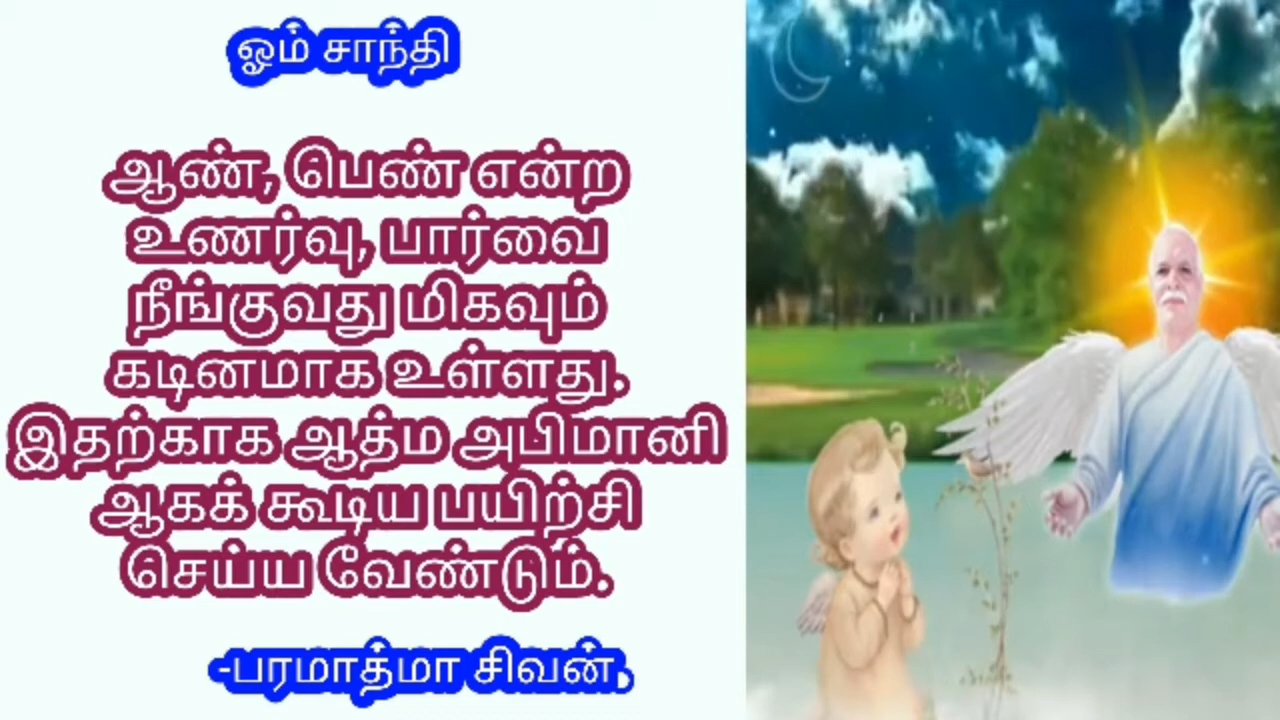 ஓம் சாந்தி
ஆண், பெண் என்ற
உணர்வு, பார்வை
நீங்குவது மிகவும்
கடினமாக உள்ளது.
இதற்காக ஆத்ம அபிமானி
ஆகக் கூடிய பயிற்சி
செய்ய வேண்டும்.
-பரமாத்மா சிவன்,